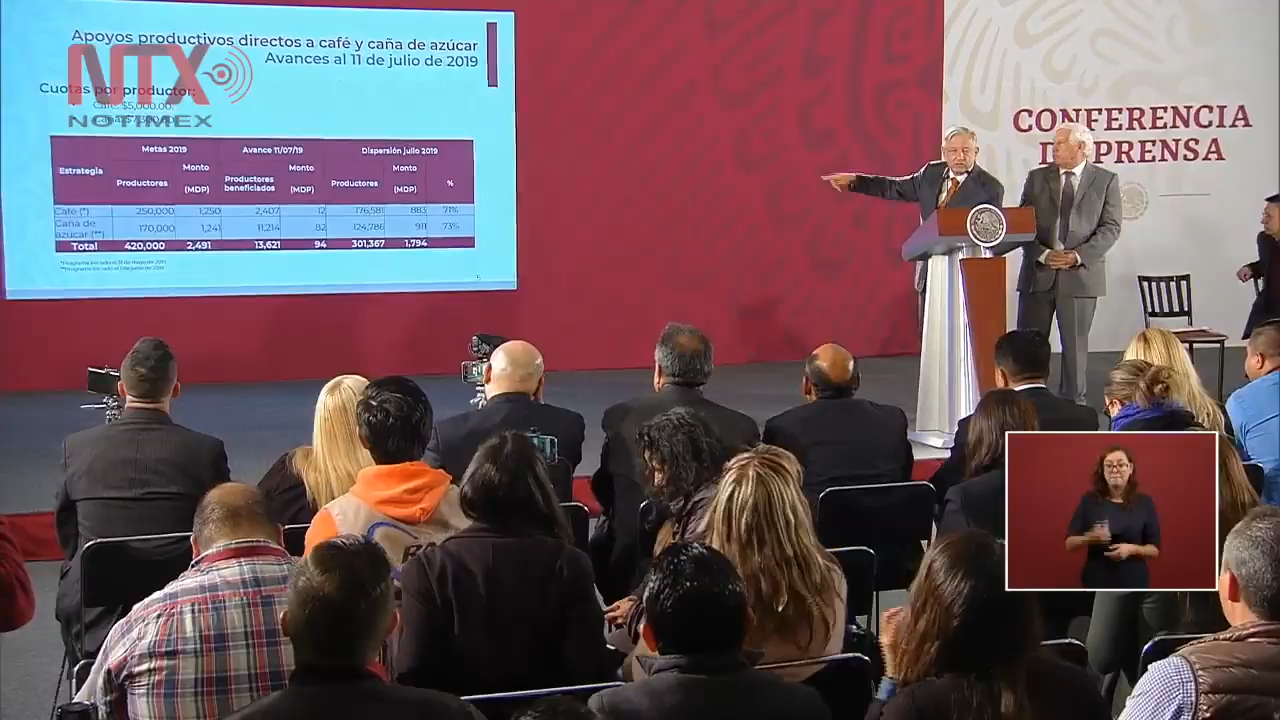 Apoyos productivos directos a café y caña de azúcar
Avances al 11 de julio de 2019
NTX
NOTIMEX
Cuotas por productor:
Café: $5,000.00.
Estrategia
Metas 2019
Avance 11/07/19
Dispersión julio 2019
Productores
Monto
(MDP)
Productores
beneficiados
Monto
(MDP)
Productores
Monto
(MDP)
%
Café (*) 250,000 1,250 2,407 12 176,581 883 71%
Caña de
azúcar (**) 170,000 1,241 11,214 82 124,786 911 73%
Total 420,000 2,491 13,621 94 301,367 1,794
CONFERENCIA
DE PRENSA